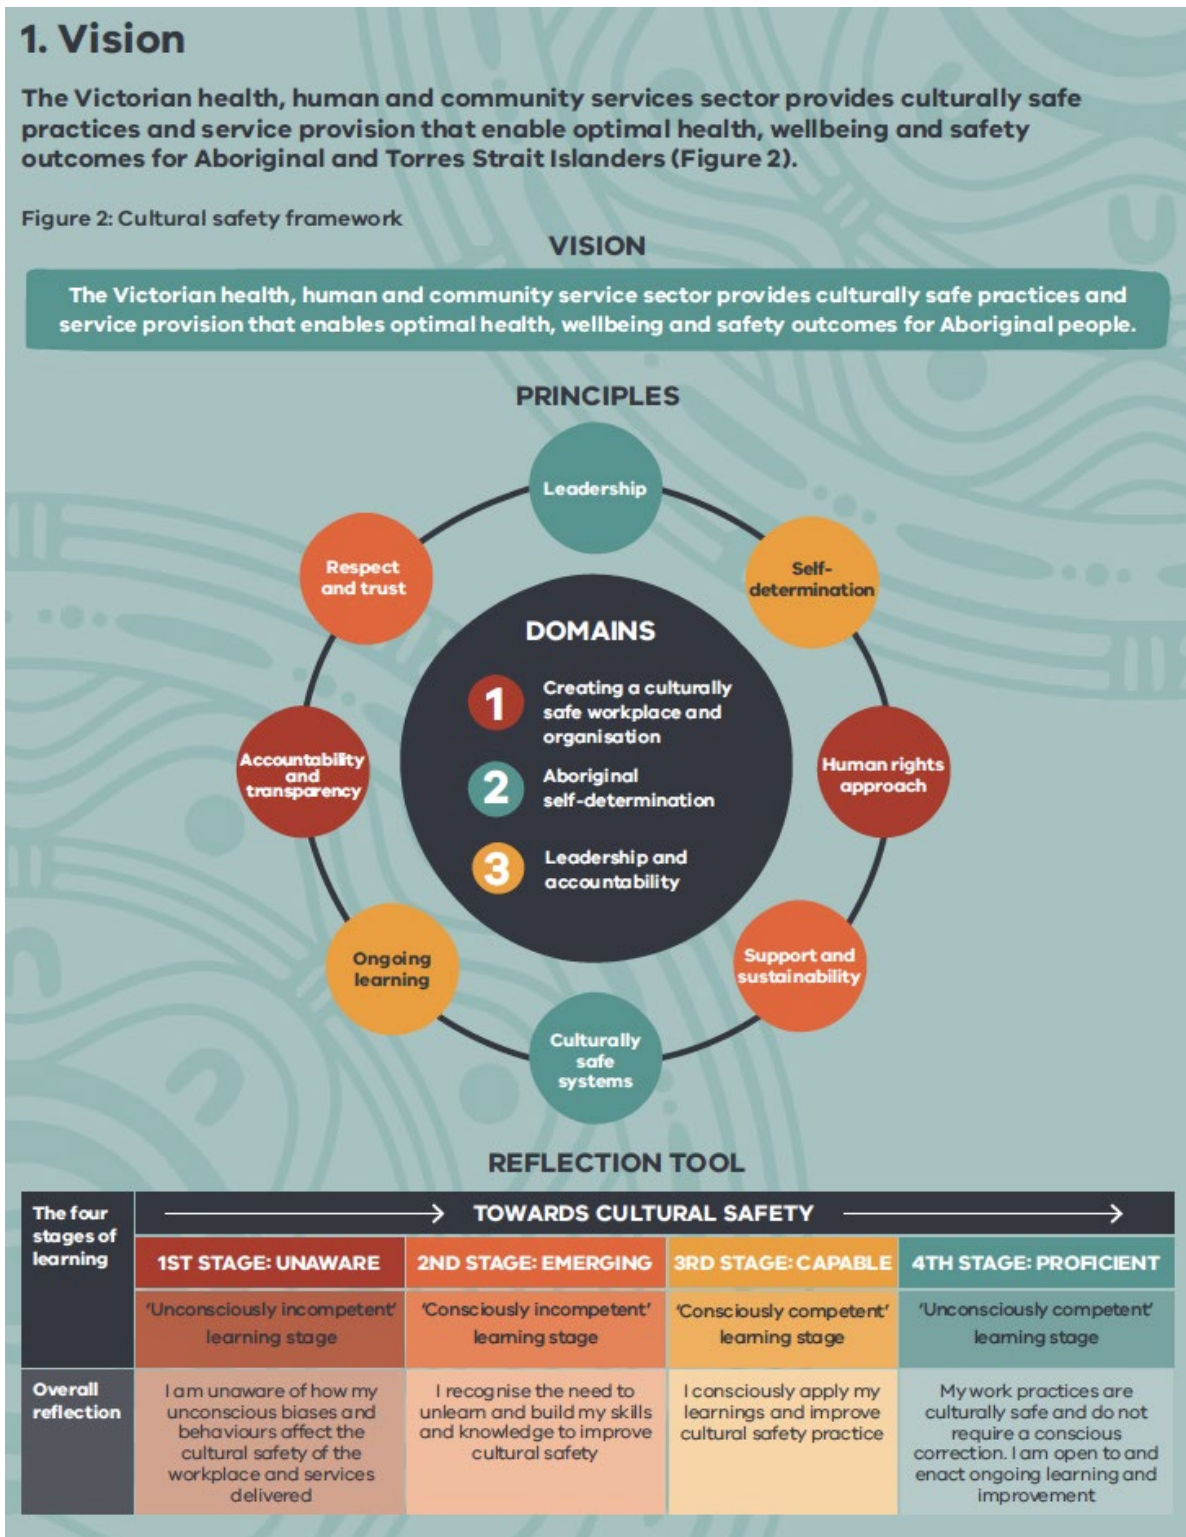 1. Vision
The Victorian health, human and community services sector provides culturally safe
practices and service provision that enable optimal health, wellbeing and safety
outcomes for Aboriginal and Torres Strait Islanders (Figure 2).
Figure 2: Cultural safety framework
VISION
The Victorian health, human and community service sector provides culturally safe practices and
service provision that enables optimal health, wellbeing and safety outcomes for Aboriginal people.
PRINCIPLES
Leadership
Self-
determination
Human rights
approach
Support and
sustainability
Culturally
safe
systems
Ongoing
learning
Accountability
and
transparency
Respect
and trust
DOMAINS
1
Creating a culturally
safe workplace and
organisation
2
Aboriginal
self-determination
3
Leadership and
accountability
REFLECTION TOOL
The four
stages of
learning
TOWARDS CULTURAL SAFETY
1ST STAGE: UNAWARE
2ND STAGE: EMERGING
3RD STAGE: CAPABLE
4TH STAGE: PROFICIENT
'Unconsciously incompetent'
learning stage
'Consciously incompetent'
learning stage
'Consciously competent'
learning stage
'Unconsciously competent'
learning stage
Overall
reflection
I am unaware of how my
unconscious biases and
behaviours affect the
cultural safety of the
workplace and services
delivered
I recognise the need to
unlearn and build my skills
and knowledge to improve
cultural safety
I consciously apply my
learnings and improve
cultural safety practice
My work practices are
culturally safe and do not
require a conscious
correction. I am open to and
enact ongoing learning and
improvement